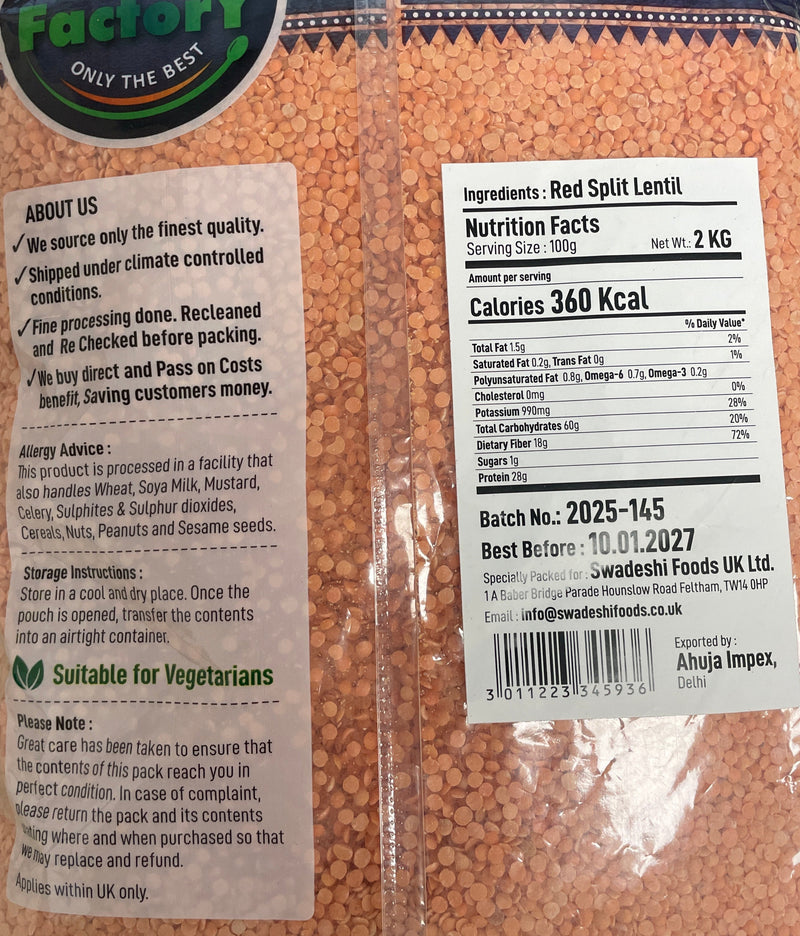 Factory
ONLY THE BEST
ABOUT US
✓We source only the finest quality.
✓Shipped under climate controlled
conditions.
✓Fine processing done. Recleaned
and Re Checked before packing.
✓We buy direct and Pass on Costs
benefit, Saving customers money.
Allergy Advice :
This product is processed in a facility that
also handles Wheat, Soya Milk, Mustard,
Celery, Sulphites & Sulphur dioxides,
Cereals, Nuts, Peanuts and Sesame seeds.
Storage Instructions :
Store in a cool and dry place. Once the
pouch is opened, transfer the contents
into an airtight container.
Suitable for Vegetarians
Please Note :
Great care has been taken to ensure that
the contents of this pack reach you in
perfect condition. In case of complaint,
please return the pack and its contents
where and when purchased so that
we may replace and refund.
Applies within UK only.
Ingredients : Red Split Lentil
Nutrition Facts
Serving Size : 100g Net Wt.: 2 KG
Amount per serving
Calories 360 Kcal
% Daily Value*
Total Fat 1.5g 2%
Saturated Fat 0.2g, Trans Fat 0g 1%
Polyunsaturated Fat 0.8g, Omega-6 0.7g, Omega-3 0.2g
Cholesterol 0mg 0%
Potassium 990mg 28%
Total Carbohydrates 60g 20%
Dietary Fiber 18g 72%
Sugars 1g
Protein 28g
Batch No.: 2025-145
Best Before : 10.01.2027
Specially Packed for : Swadeshi Foods UK Ltd.
1 A Baber Bridge Parade Hounslow Road Feltham, TW14 0HP
Email : info@swadeshifoods.co.uk
3 011223 345936
Exported by :
Ahuja Impex,
Delhi